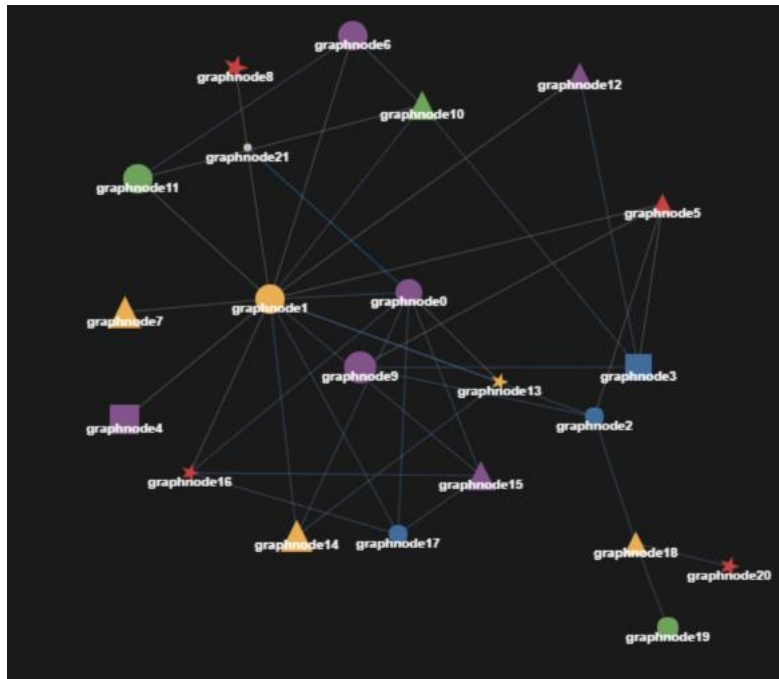 graphnode6
graphnode8
graphnode12
graphnode10
graphnode21
graphnode11
graphnode5
graphnode0
graphnode1
graphnode7
graphnode9
graphnode3
graphnode13
graphnode2
graphnode4
graphnode16
graphnode15
graphnode14
graphnode17
graphnode18
graphnode20
graphnode19